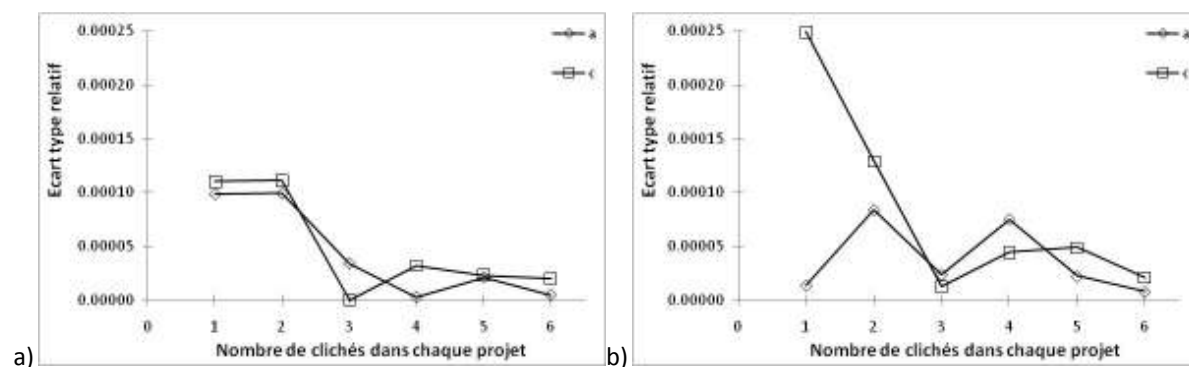 0.00025
0.00020
0.00015
0.00010
0.00005
0.00000
Ecart type relatif
0 1 2 3 4 5 6
Nombre de clichés dans chaque projet
a
c
a)
0.00025
0.00020
0.00015
0.00010
0.00005
0.00000
Ecart type relatif
0 1 2 3 4 5 6
Nombre de clichés dans chaque projet
a
c
b)